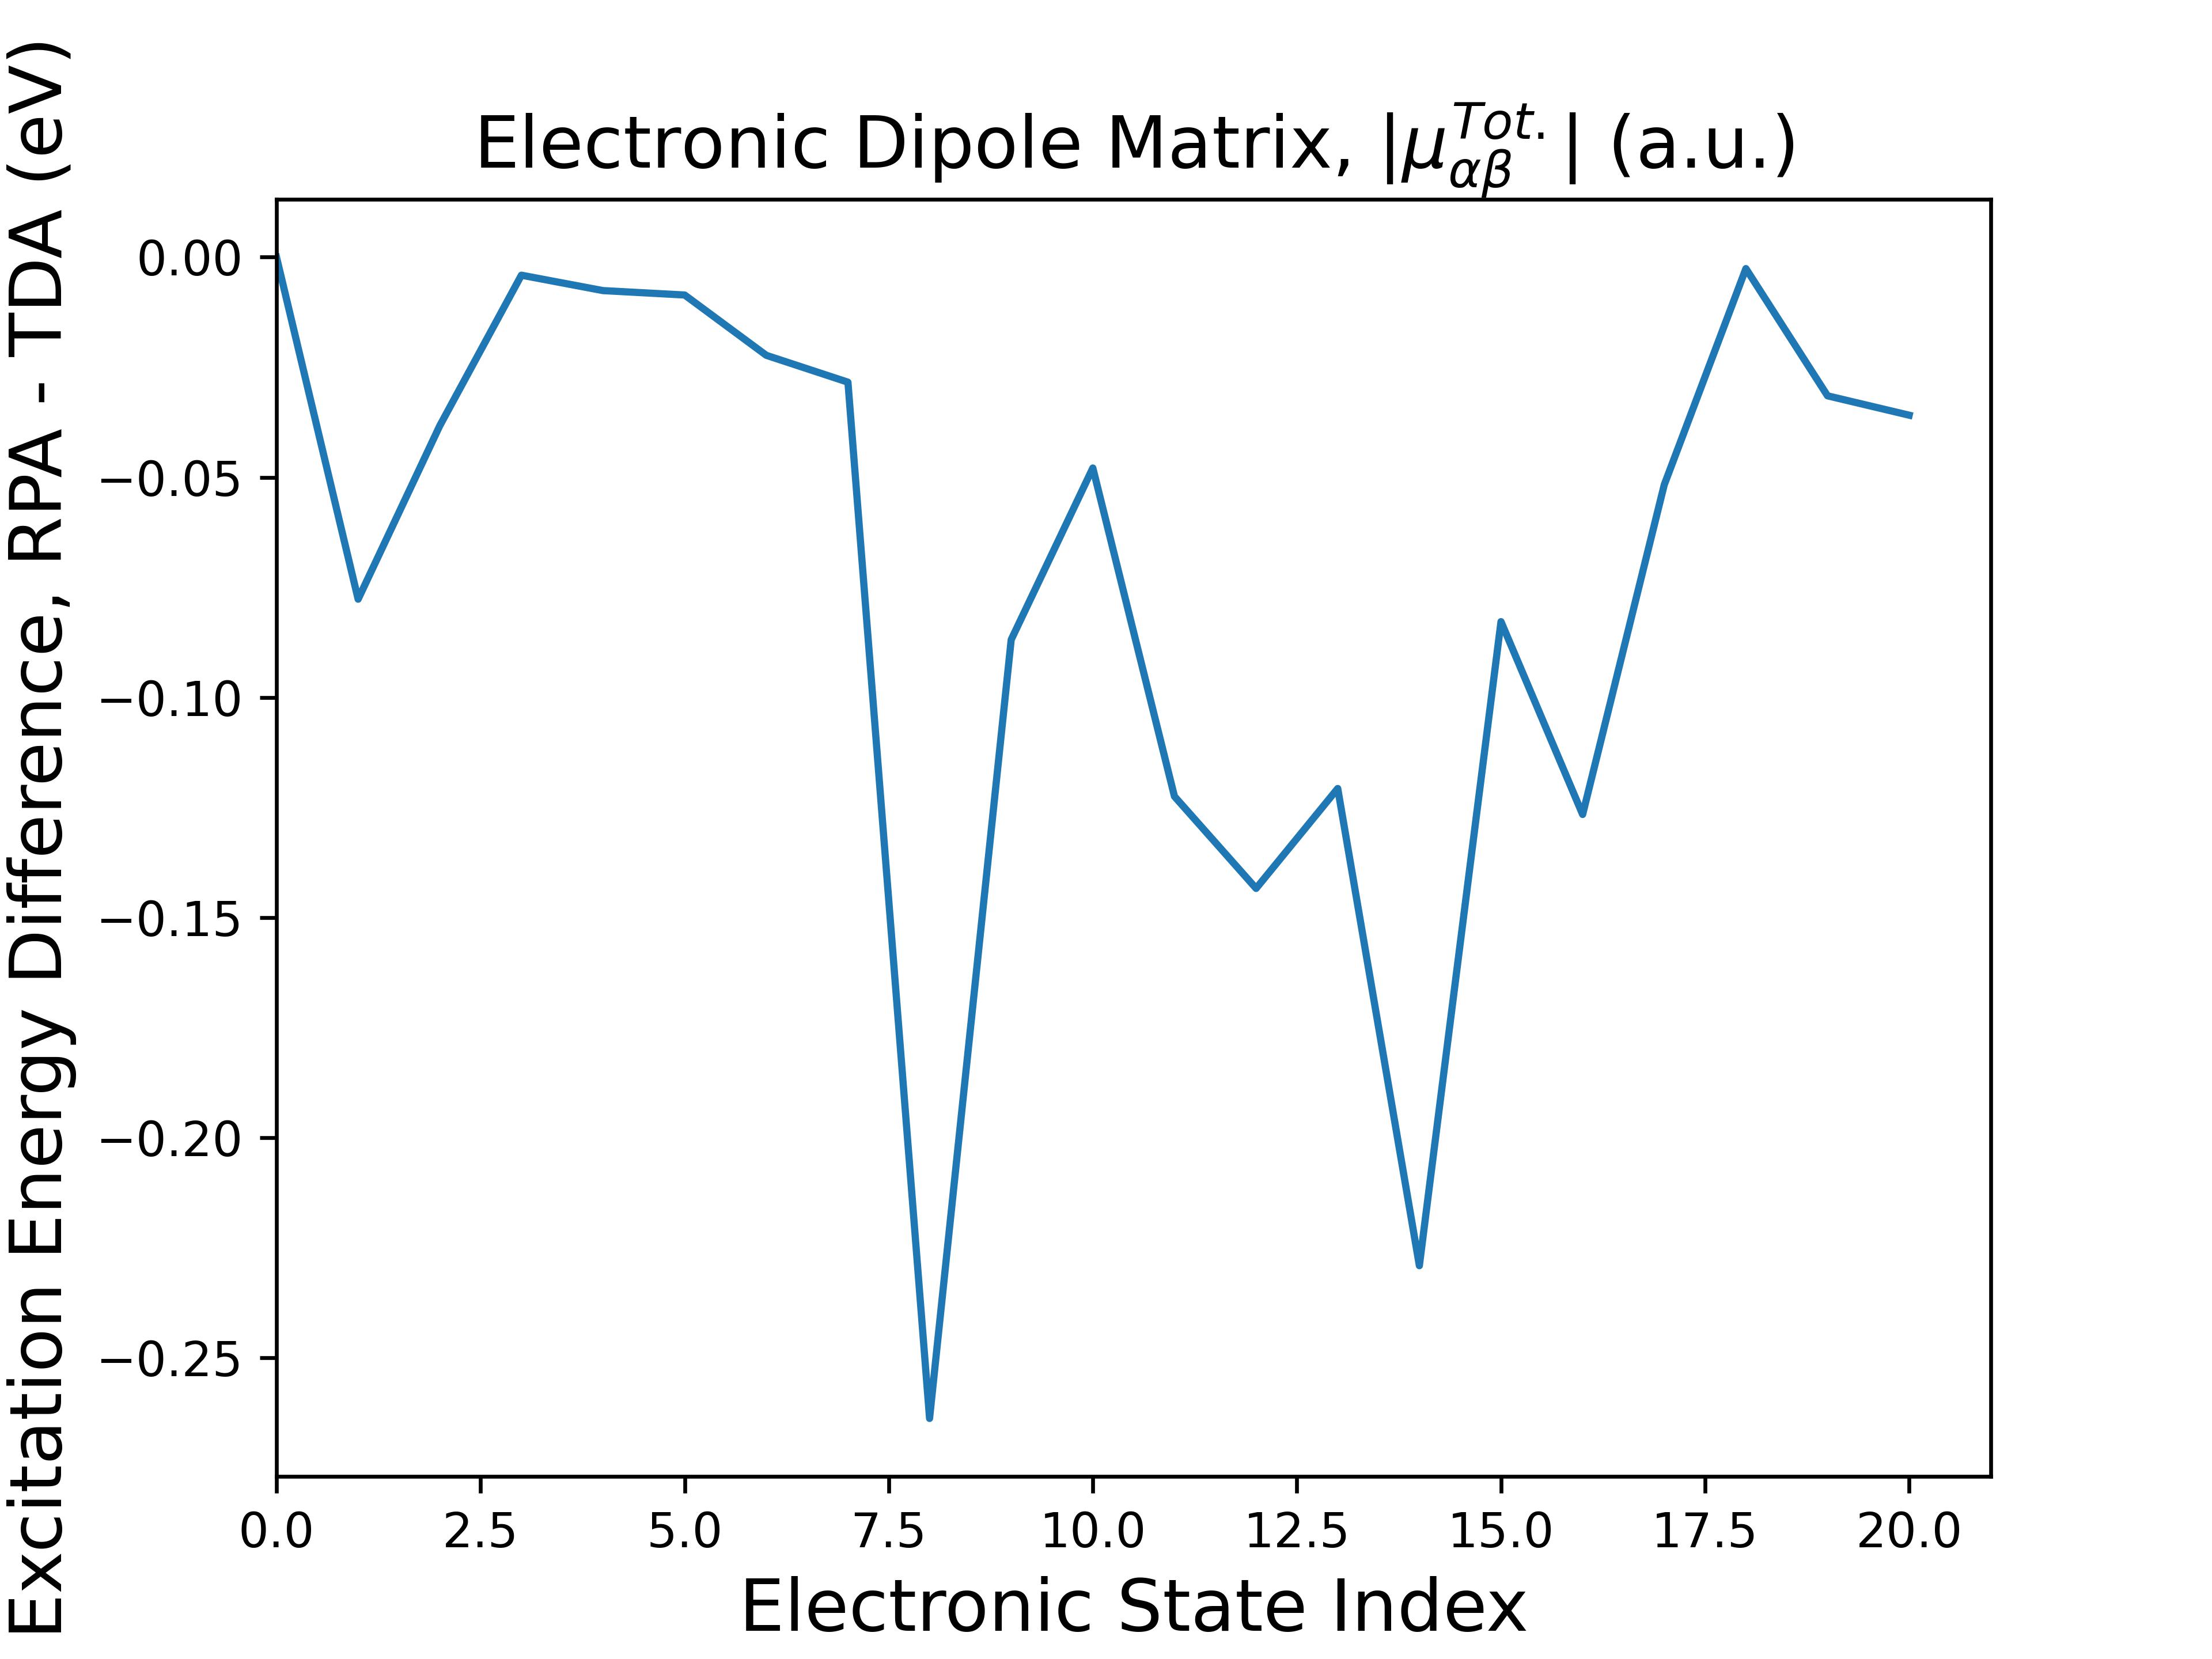 Electronic Dipole Matrix, |μ^{Tot.}_{αβ}| (a.u.)
Excitation Energy Difference, RPA - TDA (eV)
0.00
−0.05
−0.10
−0.15
−0.20
−0.25
0.0 2.5 5.0 7.5 10.0 12.5 15.0 17.5 20.0
Electronic State Index